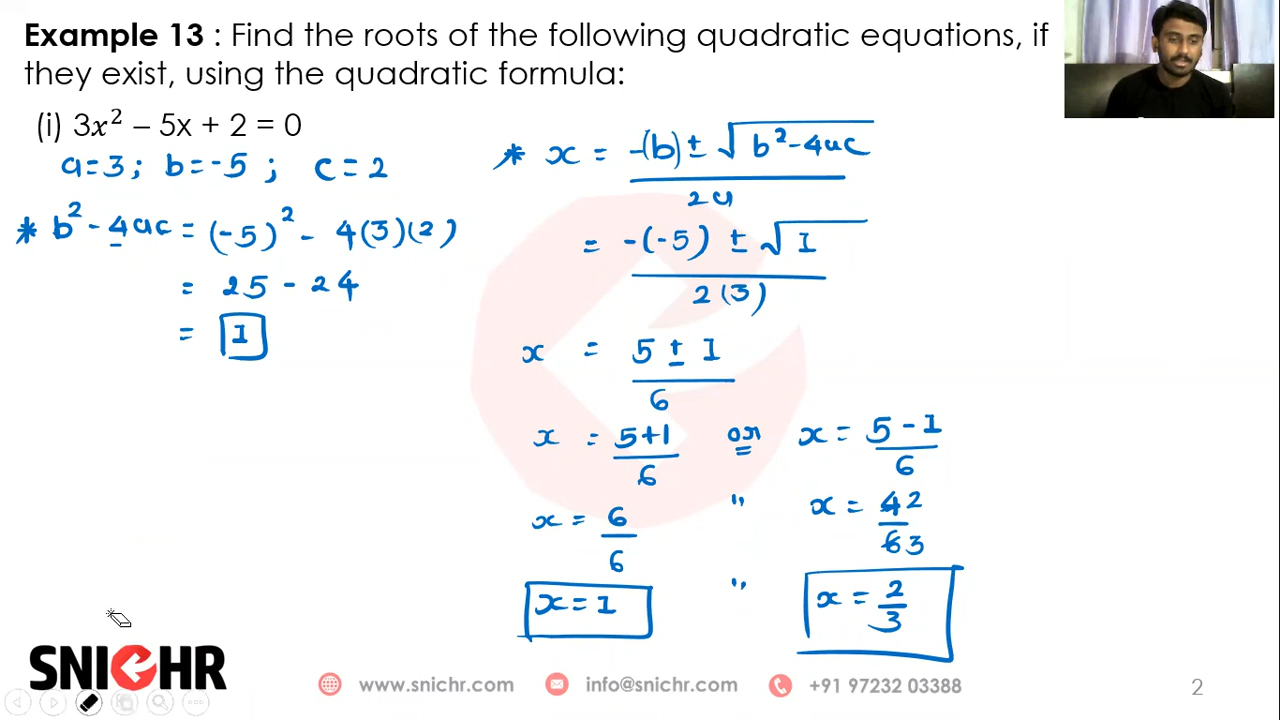 Example 13 : Find the roots of the following quadratic equations, if
they exist, using the quadratic formula:
(i) 3x² – 5x + 2 = 0
a=3; b=-5; c=2
* b²-4ac = (-5)² - 4(3)(2)
= 25 - 24
= 1
* x = -(b) ± √b²-4ac
2a
= -(-5) ± √1
2(3)
x = 5 ± 1
6
x = 5+1 or x = 5-1
6 6
x = 6 " x = 4 2
6 6 3
x=1 " x = 2
3
SNICHR
www.snichr.com info@snichr.com +91 97232 03388
2